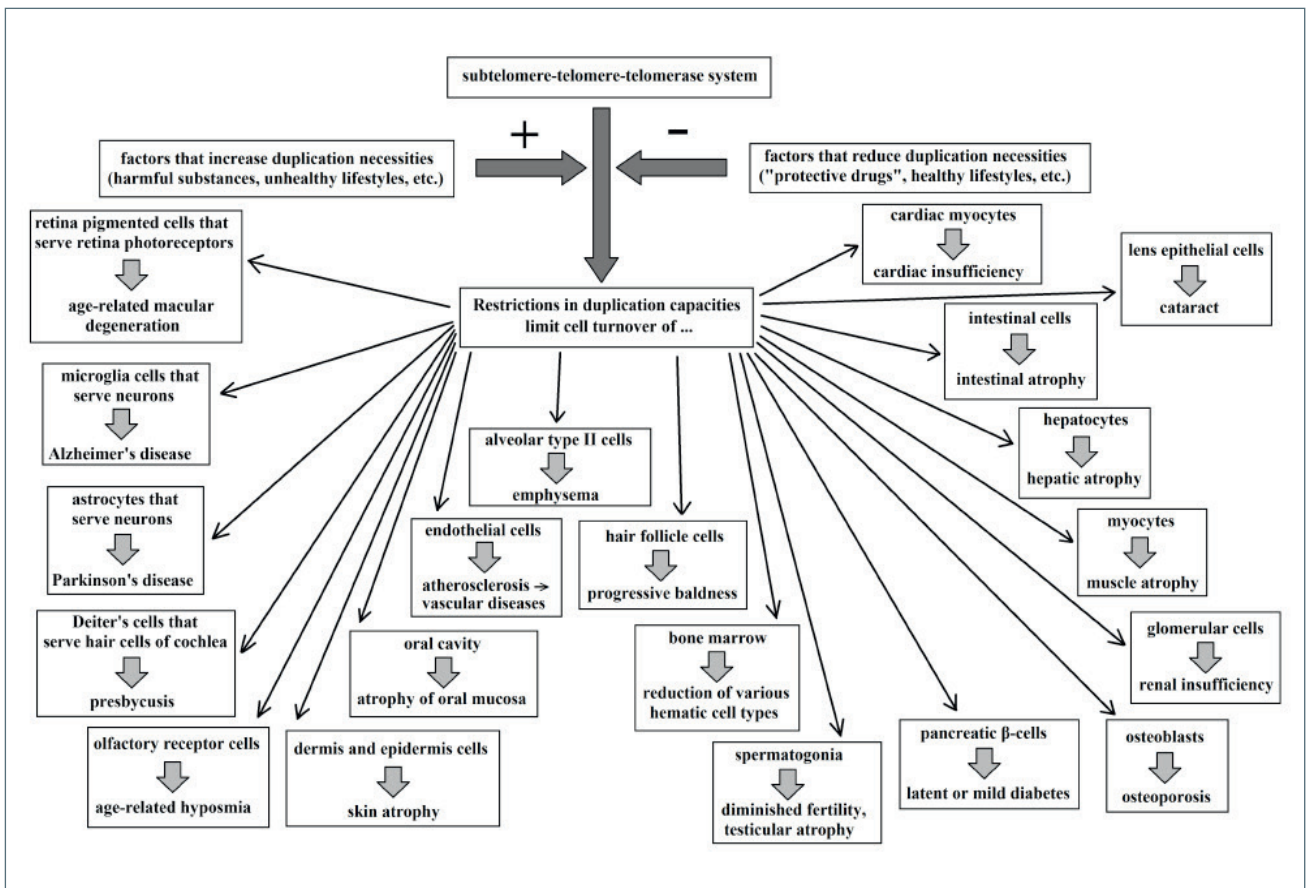 subtelomere-telomere-telomerase system
+
-
factors that increase duplication necessities
(harmful substances, unhealthy lifestyles, etc.)
factors that reduce duplication necessities
("protective drugs", healthy lifestyles, etc.)
retina pigmented cells that
serve retina photoreceptors
age-related macular
degeneration
cardiac myocytes
cardiac insufficiency
lens epithelial cells
cataract
Restrictions in duplication capacities
limit cell turnover of ...
intestinal cells
intestinal atrophy
microglia cells that
serve neurons
Alzheimer's disease
hepatocytes
hepatic atrophy
alveolar type II cells
emphysema
astrocytes that
serve neurons
Parkinson's disease
endothelial cells
atherosclerosis →
vascular diseases
hair follicle cells
progressive baldness
myocytes
muscle atrophy
Deiter's cells that
serve hair cells of cochlea
presbycusis
oral cavity
atrophy of oral mucosa
bone marrow
reduction of various
hematic cell types
glomerular cells
renal insufficiency
olfactory receptor cells
age-related hyposmia
dermis and epidermis cells
skin atrophy
spermatogonia
diminished fertility,
testicular atrophy
pancreatic β-cells
latent or mild diabetes
osteoblasts
osteoporosis